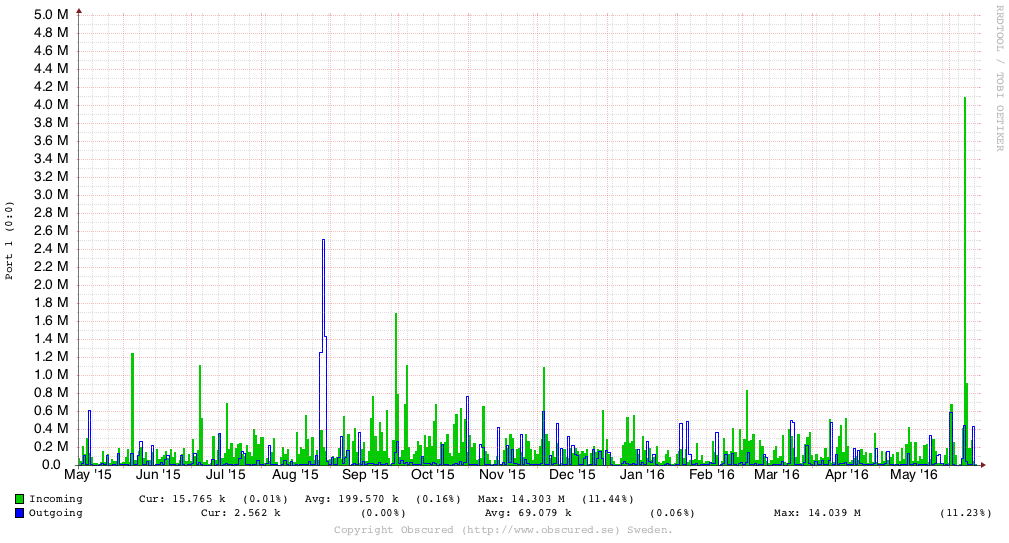 5.0 M
4.8 M
4.6 M
4.4 M
4.2 M
4.0 M
3.8 M
3.6 M
3.4 M
3.2 M
3.0 M
2.8 M
2.6 M
2.4 M
2.2 M
2.0 M
1.8 M
1.6 M
1.4 M
1.2 M
1.0 M
0.8 M
0.6 M
0.4 M
0.2 M
0.0
Port 1 (0:0)
RRDTOOL / TOBI OETIKER
May '15 Jun '15 Jul '15 Aug '15 Sep '15 Oct '15 Nov '15 Dec '15 Jan '16 Feb '16 Mar '16 Apr '16 May'16
Incoming Cur: 15.765 k (0.01%) Avg: 199.570 k (0.16%) Max: 14.303 M (11.44%)
Outgoing Cur: 2.562 k (0.00%) Avg: 69.079 k (0.06%) Max: 14.039 M (11.23%)
Copyright Obscured (http://www.obscured.se) Sweden.